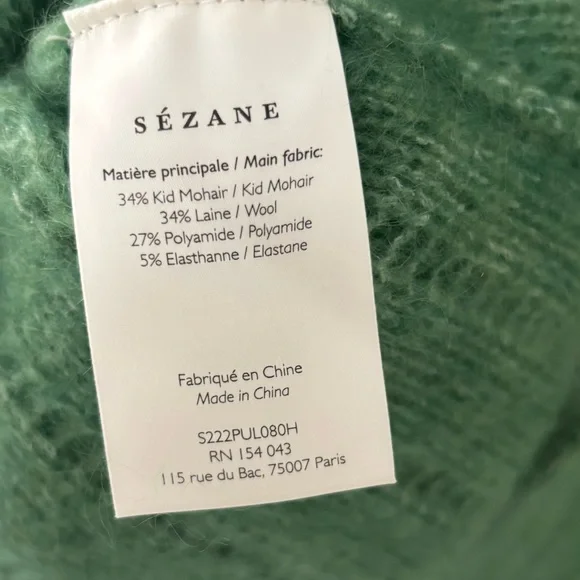 SÉZANE
Matière principale / Main fabric:
34% Kid Mohair / Kid Mohair
34% Laine / Wool
27% Polyamide / Polyamide
5% Elasthanne / Elastane
Fabriqué en Chine
Made in China
S222PUL080H
RN 154 043
115 rue du Bac, 75007 Paris